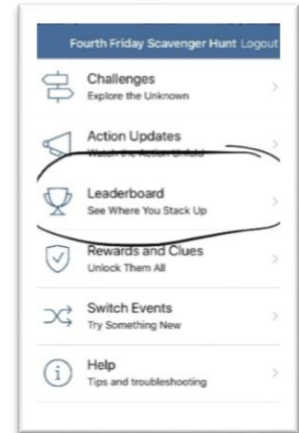 Fourth Friday Scavenger Hunt Logout
Challenges
Explore the Unknown
Action Updates
Watch the Action Unfold
Leaderboard
See Where You Stack Up
Rewards and Clues
Unlock Them All
Switch Events
Try Something New
Help
Tips and troubleshooting